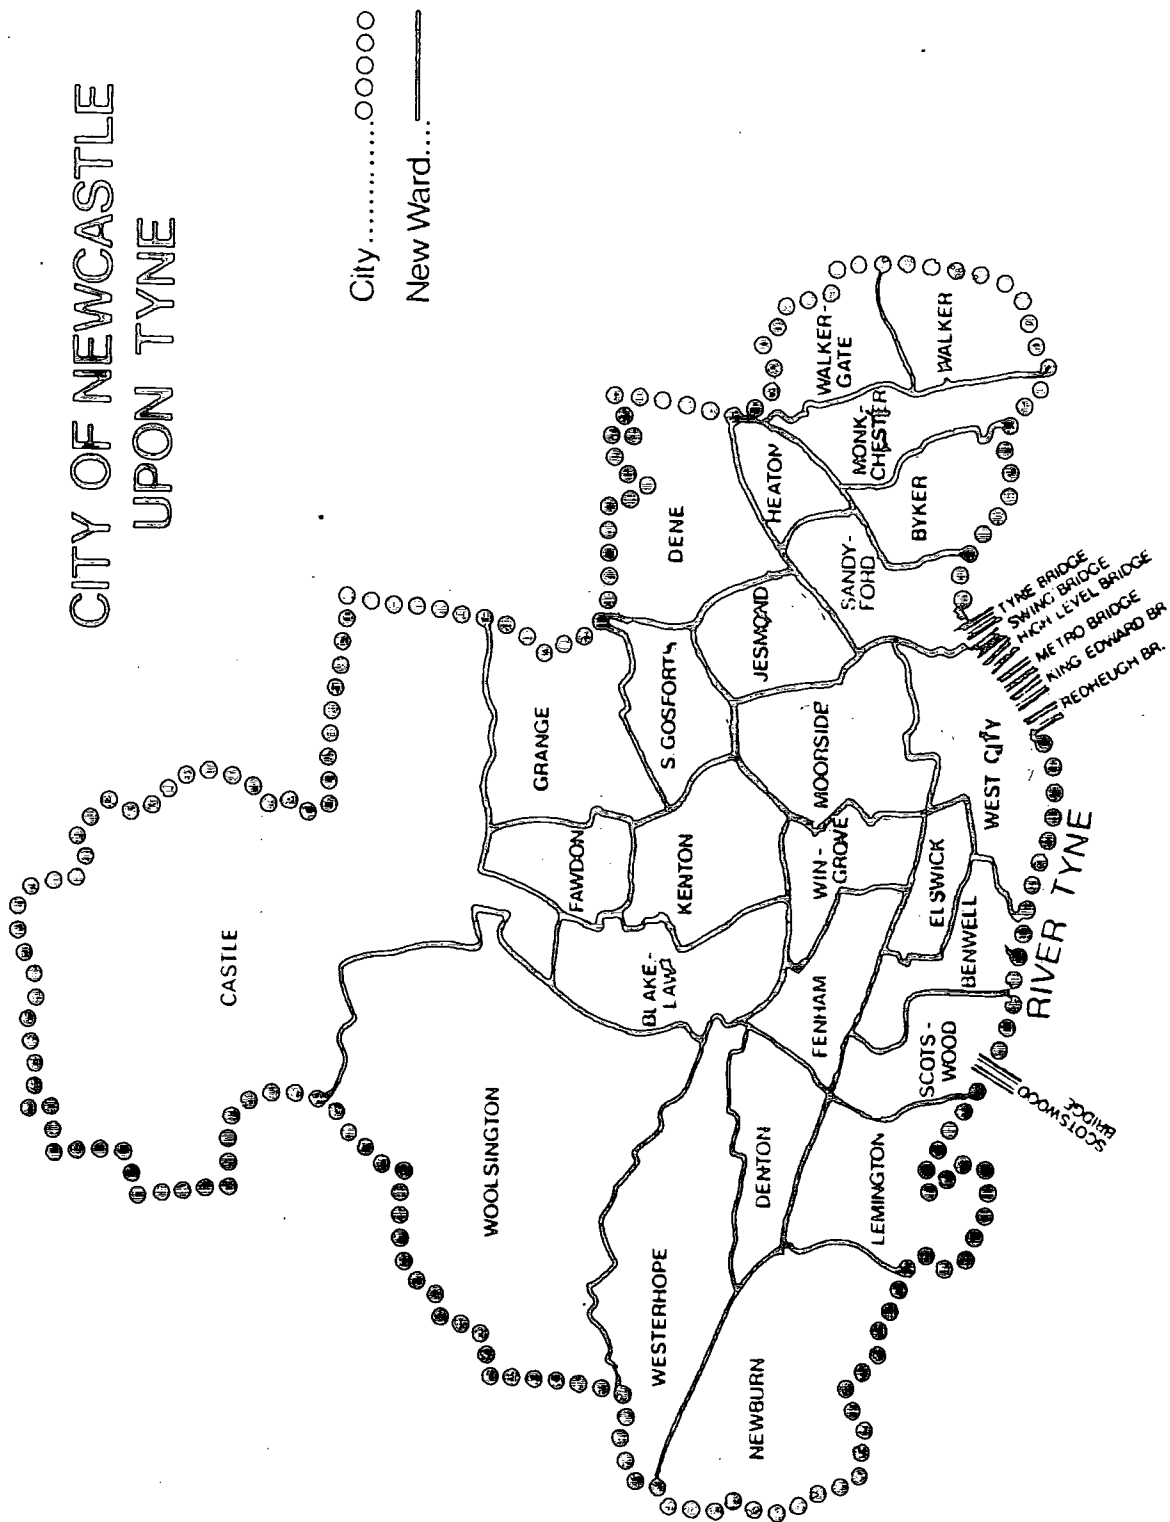 CITY OF NEWCASTLE
UPON TYNE
City............ooooo
New Ward....
CASTLE
WOOLSINGTON
GRANGE
FAWDON
DENE
S. GOSFORTH
KENTON
BLAKE-
LAW
WESTERHOPE
JESMOND
HEATON
WALKER-
GATE
MONK-
CHESTER
WALKER
SANDY-
FORD
BYKER
MOORSIDE
WIN-
GROVE
FENHAM
DENTON
NEWBURN
LEMINGTON
SCOTS-
WOOD
BENWELL
ELSWICK
WEST CITY
TYNE BRIDGE
SWING BRIDGE
HIGH LEVEL BRIDGE
METRO BRIDGE
KING EDWARD BR
REDHEUGH BR.
RIVER TYNE
SCOTSWOOD
BRIDGE